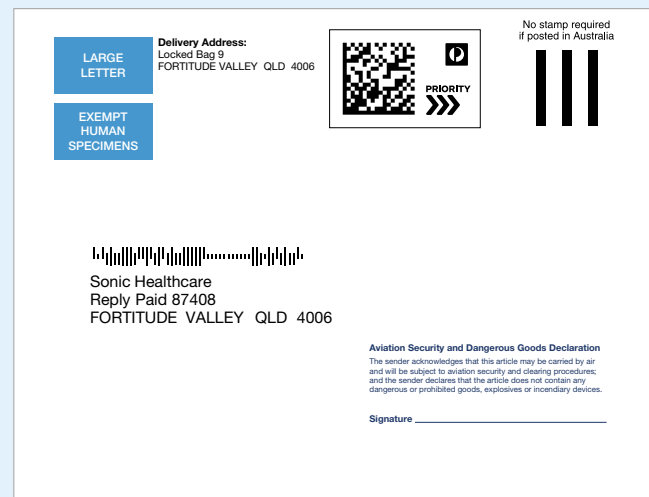 LARGE
LETTER
Delivery Address:
Locked Bag 9
FORTITUDE VALLEY QLD 4006
PRIORITY
No stamp required
if posted in Australia
EXEMPT
HUMAN
SPECIMENS
Sonic Healthcare
Reply Paid 87408
FORTITUDE VALLEY QLD 4006
Aviation Security and Dangerous Goods Declaration
The sender acknowledges that this article may be carried by air
and will be subject to aviation security and clearing procedures;
and the sender declares that the article does not contain any
dangerous or prohibited goods, explosives or incendiary devices.
Signature